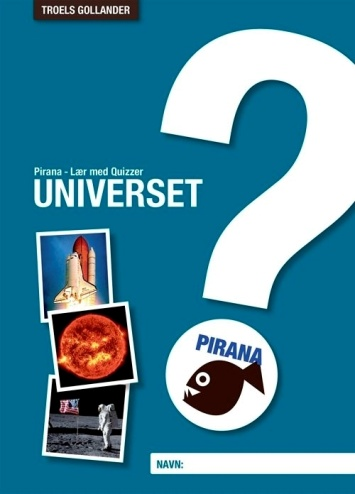 TROELS GOLLANDER
Pirana - Lær med Quizzer
UNIVERSET
?
PIRANA
NAVN: